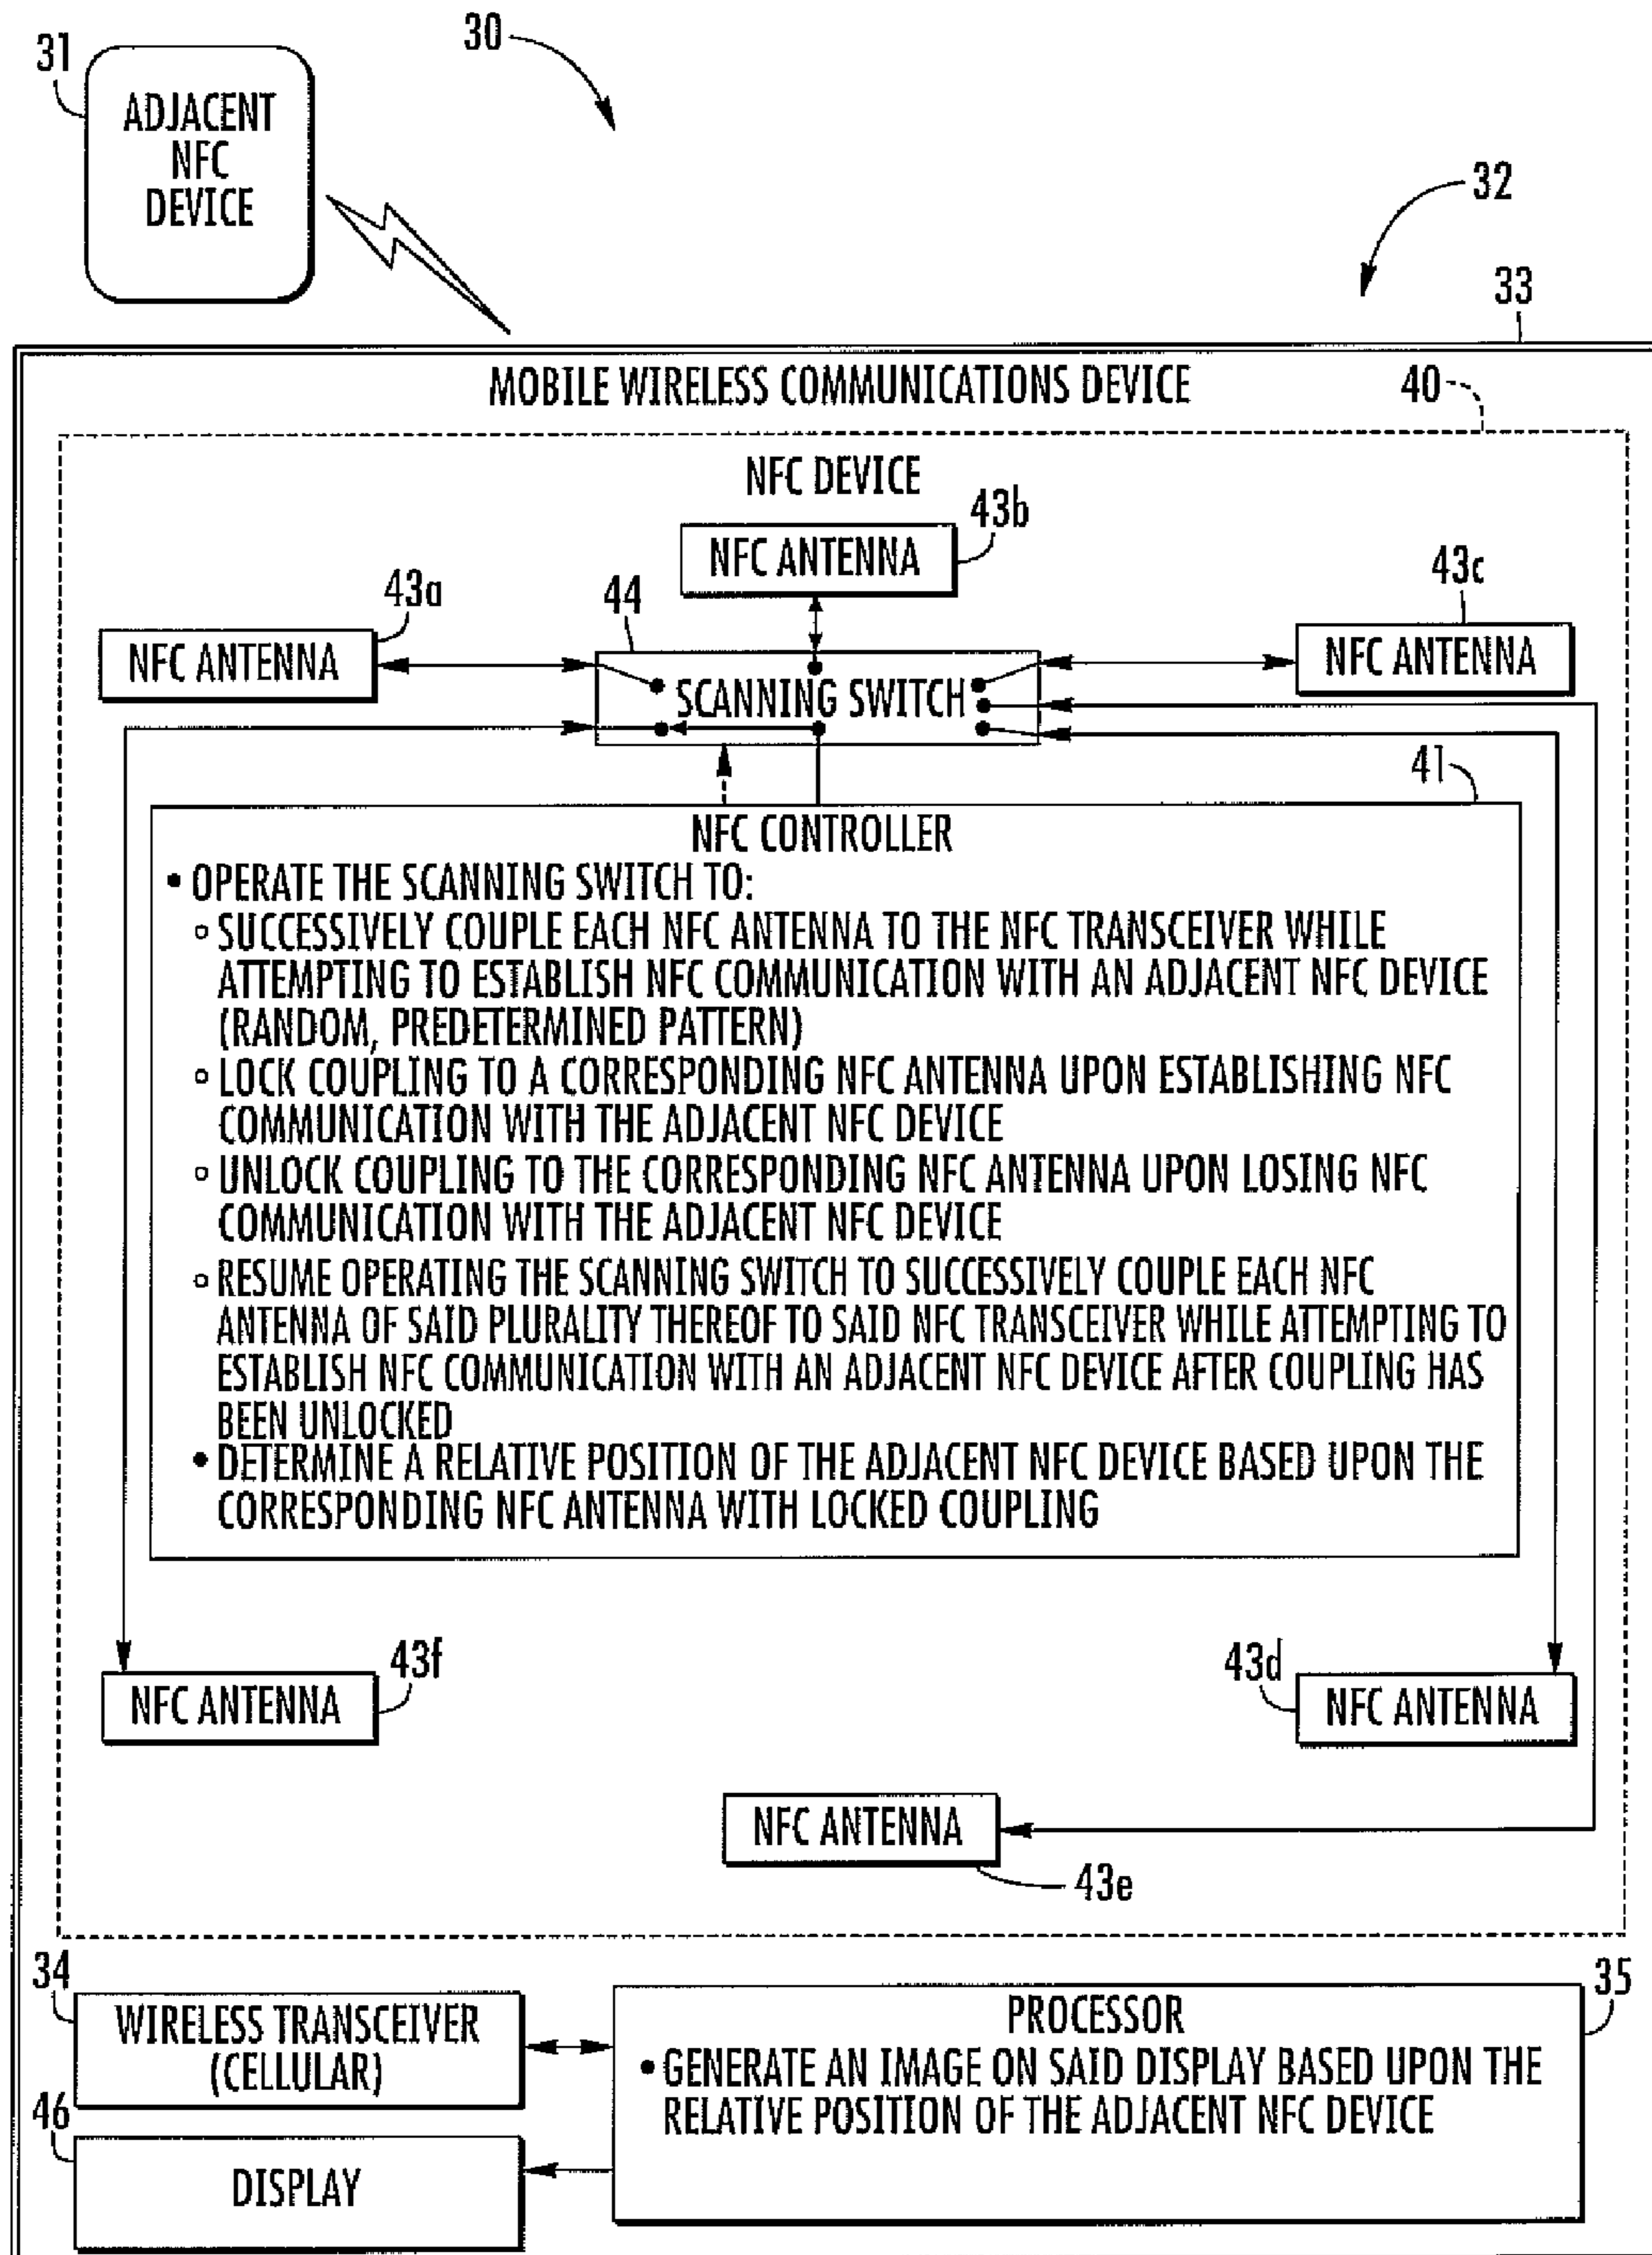 30
31
ADJACENT
NFC
DEVICE
32
33
MOBILE WIRELESS COMMUNICATIONS DEVICE
40
NFC DEVICE
43b
NFC ANTENNA
43a
44
43c
NFC ANTENNA
NFC ANTENNA
SCANNING SWITCH
41
NFC CONTROLLER
• OPERATE THE SCANNING SWITCH TO:
○ SUCCESSIVELY COUPLE EACH NFC ANTENNA TO THE NFC TRANSCEIVER WHILE
ATTEMPTING TO ESTABLISH NFC COMMUNICATION WITH AN ADJACENT NFC DEVICE
(RANDOM, PREDETERMINED PATTERN)
○ LOCK COUPLING TO A CORRESPONDING NFC ANTENNA UPON ESTABLISHING NFC
COMMUNICATION WITH THE ADJACENT NFC DEVICE
○ UNLOCK COUPLING TO THE CORRESPONDING NFC ANTENNA UPON LOSING NFC
COMMUNICATION WITH THE ADJACENT NFC DEVICE
○ RESUME OPERATING THE SCANNING SWITCH TO SUCCESSIVELY COUPLE EACH NFC
ANTENNA OF SAID PLURALITY THEREOF TO SAID NFC TRANSCEIVER WHILE ATTEMPTING TO
ESTABLISH NFC COMMUNICATION WITH AN ADJACENT NFC DEVICE AFTER COUPLING HAS
BEEN UNLOCKED
• DETERMINE A RELATIVE POSITION OF THE ADJACENT NFC DEVICE BASED UPON THE
CORRESPONDING NFC ANTENNA WITH LOCKED COUPLING
43f
43d
NFC ANTENNA
NFC ANTENNA
NFC ANTENNA
43e
34
35
WIRELESS TRANSCEIVER
(CELLULAR)
PROCESSOR
• GENERATE AN IMAGE ON SAID DISPLAY BASED UPON THE
RELATIVE POSITION OF THE ADJACENT NFC DEVICE
46
DISPLAY